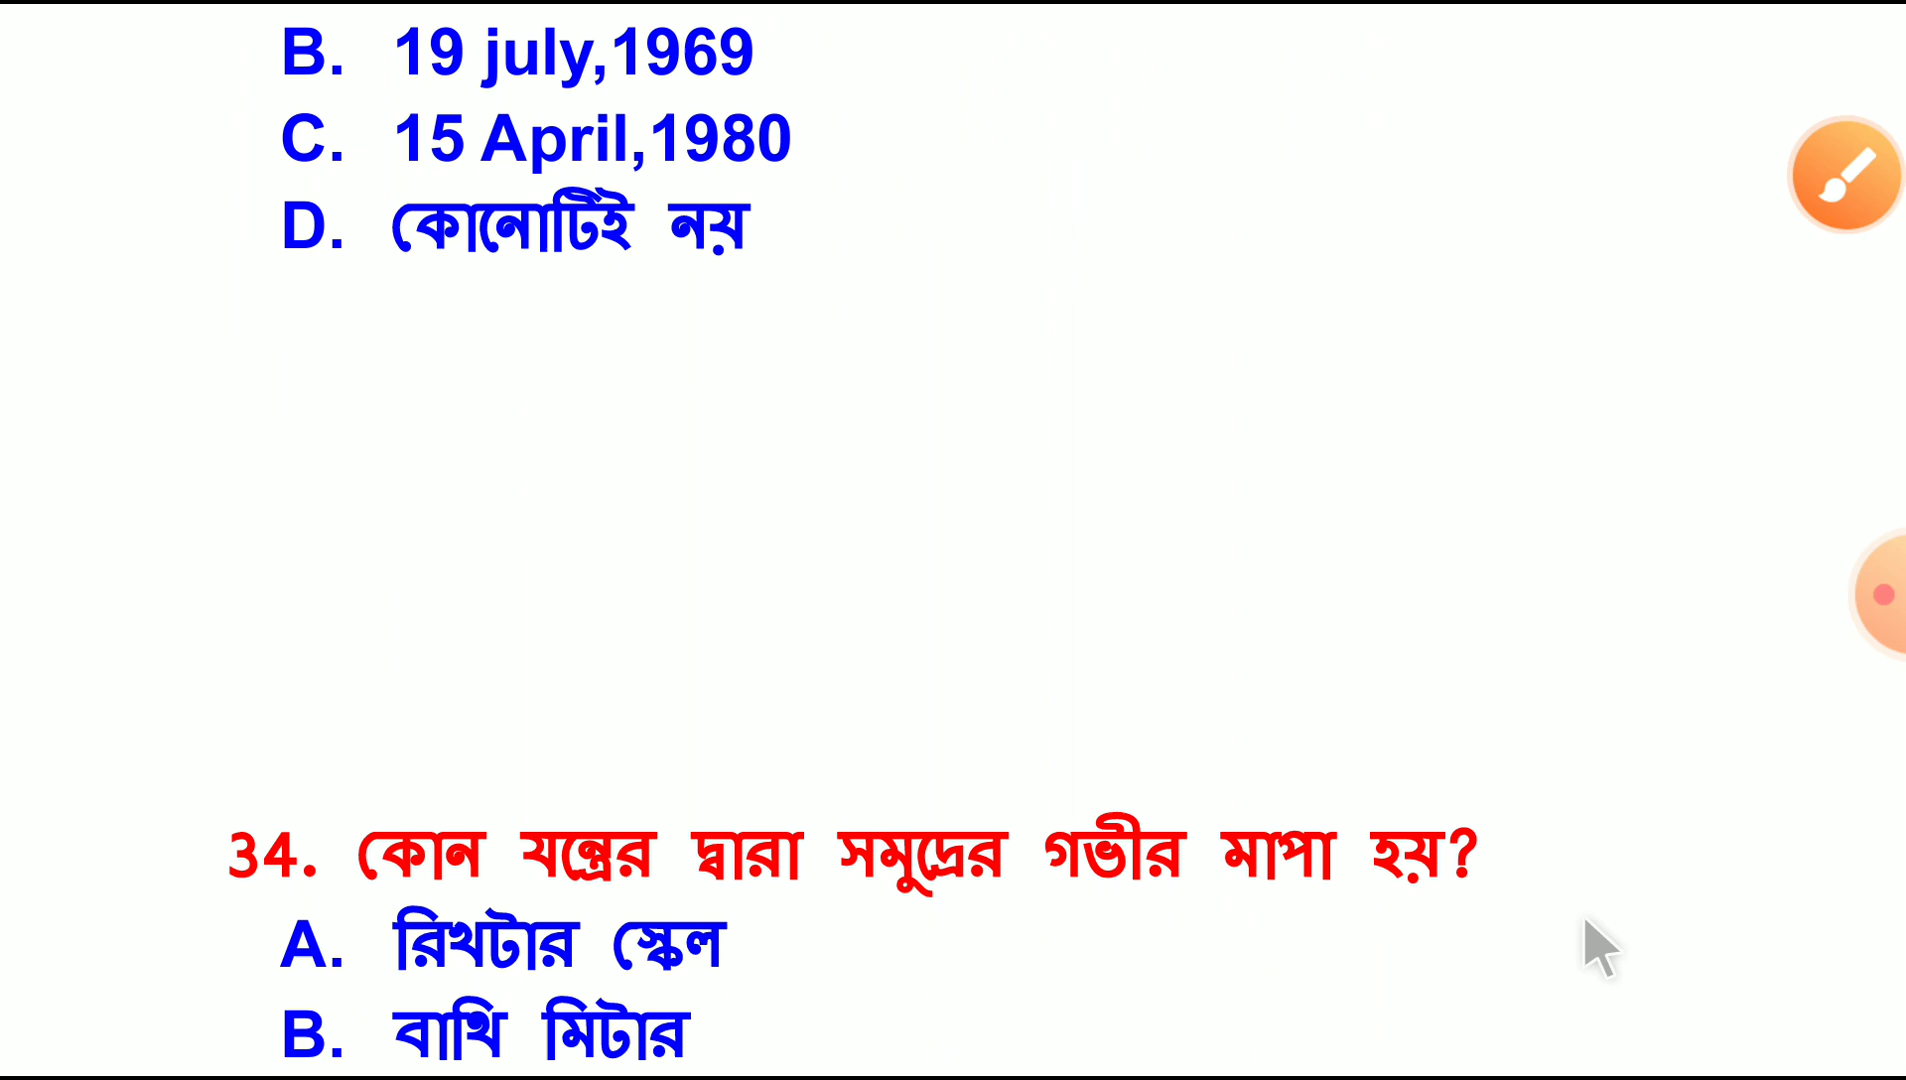 B. 19 july,1969
C. 15 April,1980
D. কোনোটিই নয়
34. কোন যন্ত্রের দ্বারা সমুদ্রের গভীর মাপা হয়?
A. রিখটার স্কেল
B. বাথি মিটার